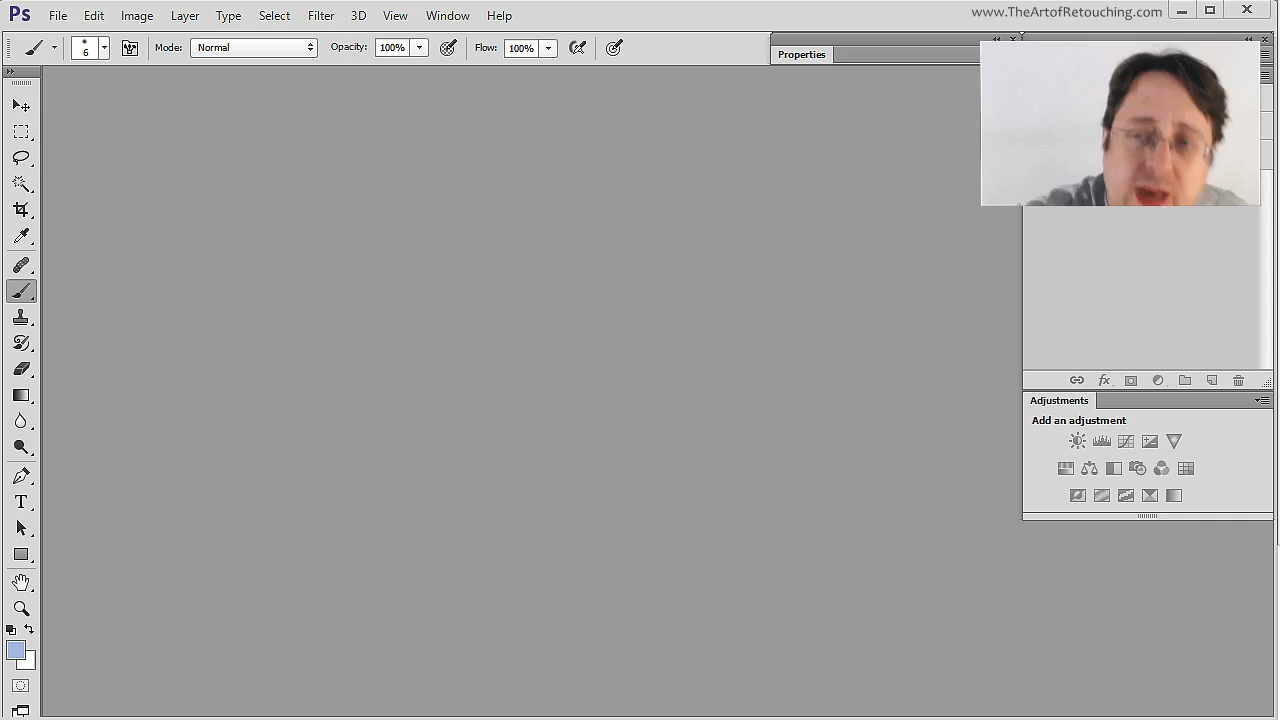 Ps File Edit Image Layer Type Select Filter 3D View Window Help www.TheArtofRetouching.com
6 Mode: Normal Opacity: 100% Flow: 100%
Properties
fx
Adjustments
Add an adjustment
T